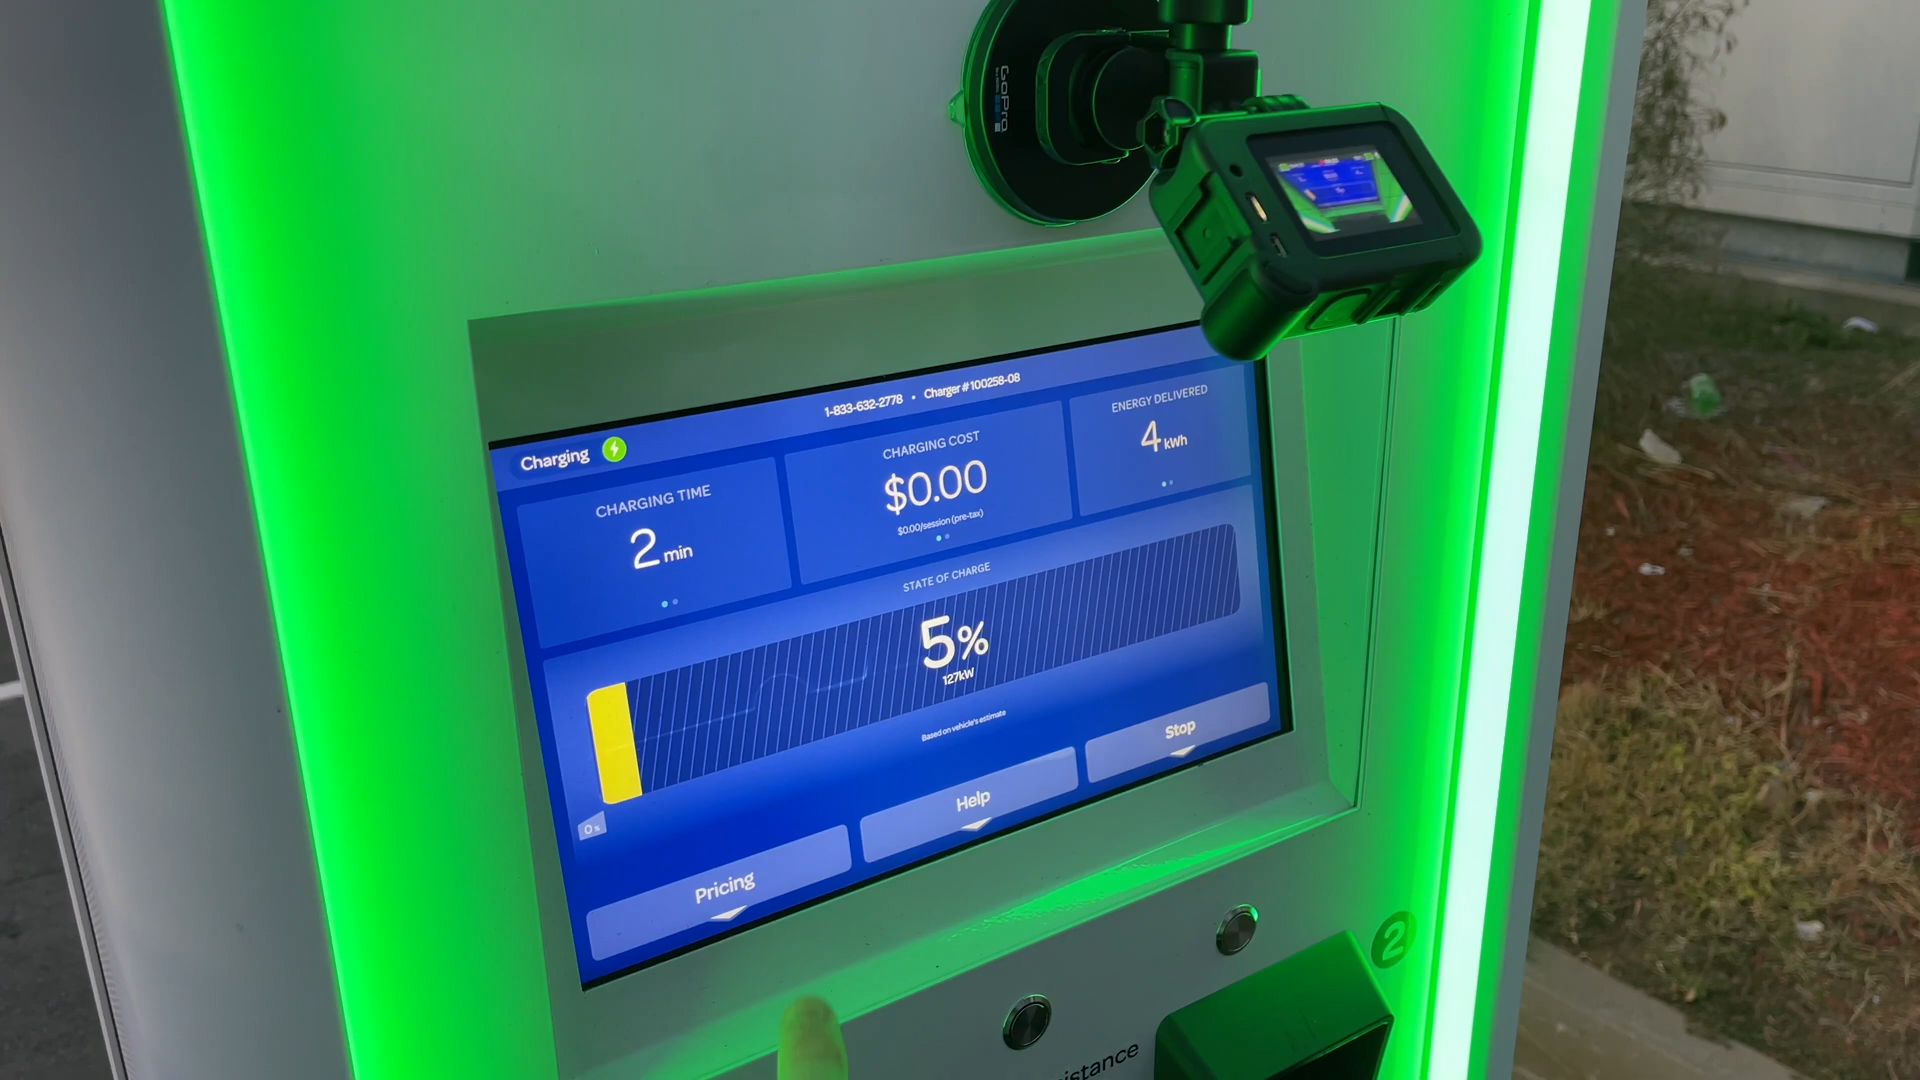 GoPro
1-833-632-2778 • Charger # 100258-08
Charging
CHARGING TIME
2 min
CHARGING COST
$0.00
$0.00/session (pre-tax)
ENERGY DELIVERED
4 kWh
STATE OF CHARGE
5%
127kW
Based on vehicle's estimate
0%
Pricing
Help
Stop
2
istance